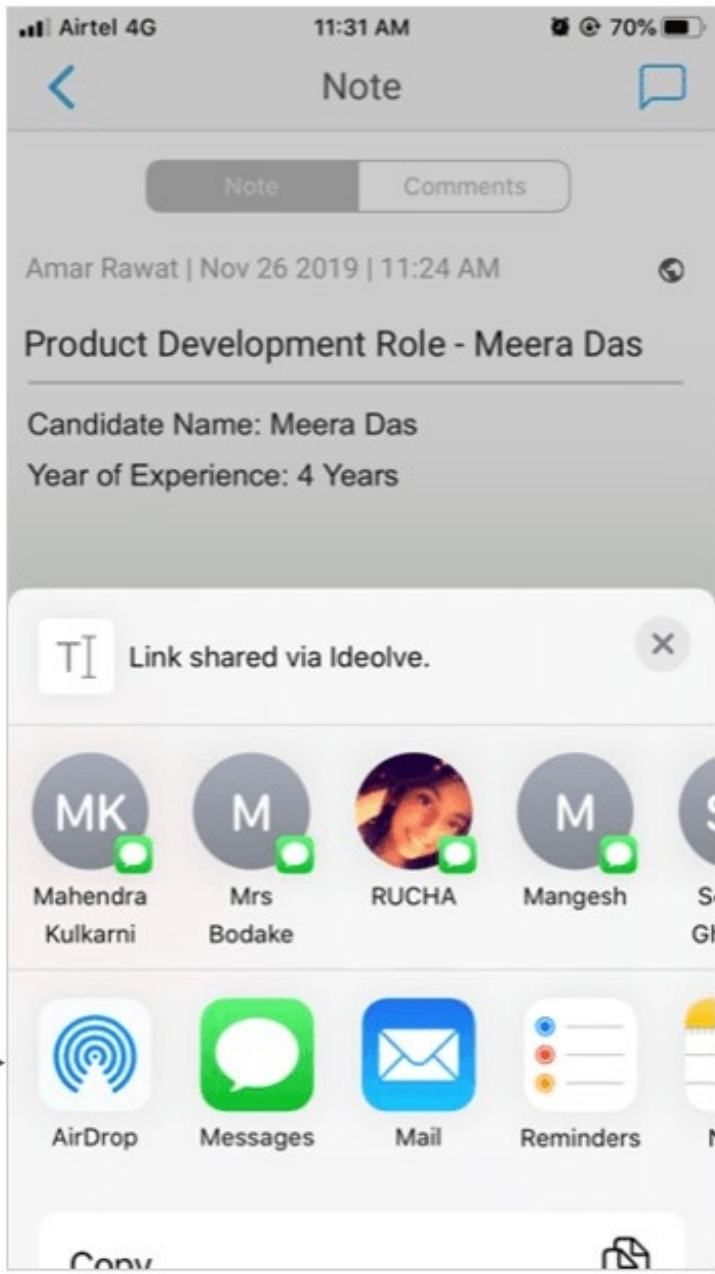 Airtel 4G 11:31 AM 70%
Note
Note Comments
Amar Rawat | Nov 26 2019 | 11:24 AM
Product Development Role - Meera Das
Candidate Name: Meera Das
Year of Experience: 4 Years
Link shared via Ideolve.
MK M M
Mahendra Mrs RUCHA Mangesh
Kulkarni Bodake
AirDrop Messages Mail Reminders
Copy